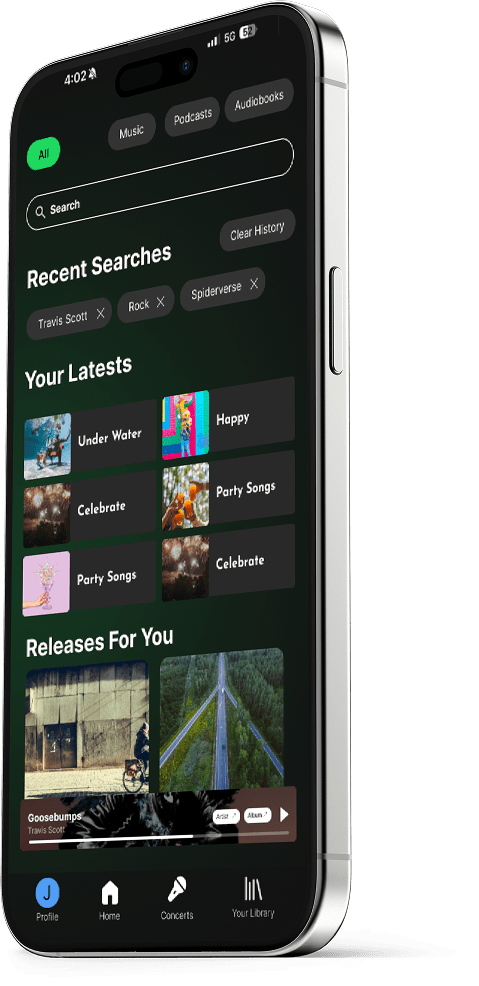 4:02
5G 52
All
Music
Podcasts
Audiobooks
Search
Clear History
Recent Searches
Travis Scott
Rock
Spiderverse
Your Latests
Under Water
Happy
Celebrate
Party Songs
Party Songs
Celebrate
Releases For You
Goosebumps
Travis Scott
Artist
Album
J
Profile
Home
Concerts
Your Library